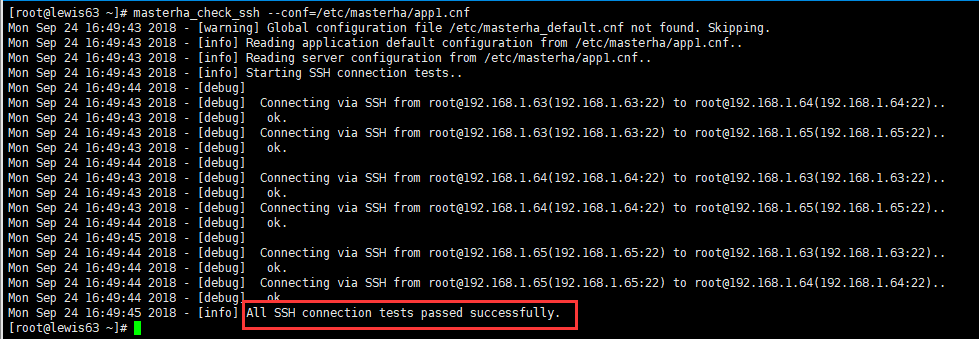 [root@lewis63 ~]# masterha_check_ssh --conf=/etc/masterha/app1.cnf
Mon Sep 24 16:49:43 2018 - [warning] Global configuration file /etc/masterha_default.cnf not found. Skipping.
Mon Sep 24 16:49:43 2018 - [info] Reading application default configuration from /etc/masterha/app1.cnf..
Mon Sep 24 16:49:43 2018 - [info] Reading server configuration from /etc/masterha/app1.cnf..
Mon Sep 24 16:49:43 2018 - [info] Starting SSH connection tests..
Mon Sep 24 16:49:44 2018 - [debug]
Mon Sep 24 16:49:43 2018 - [debug]  Connecting via SSH from root@192.168.1.63(192.168.1.63:22) to root@192.168.1.64(192.168.1.64:22)..
Mon Sep 24 16:49:43 2018 - [debug]   ok.
Mon Sep 24 16:49:43 2018 - [debug]  Connecting via SSH from root@192.168.1.63(192.168.1.63:22) to root@192.168.1.65(192.168.1.65:22)..
Mon Sep 24 16:49:43 2018 - [debug]   ok.
Mon Sep 24 16:49:44 2018 - [debug]
Mon Sep 24 16:49:43 2018 - [debug]  Connecting via SSH from root@192.168.1.64(192.168.1.64:22) to root@192.168.1.63(192.168.1.63:22)..
Mon Sep 24 16:49:43 2018 - [debug]   ok.
Mon Sep 24 16:49:43 2018 - [debug]  Connecting via SSH from root@192.168.1.64(192.168.1.64:22) to root@192.168.1.65(192.168.1.65:22)..
Mon Sep 24 16:49:44 2018 - [debug]   ok.
Mon Sep 24 16:49:45 2018 - [debug]
Mon Sep 24 16:49:44 2018 - [debug]  Connecting via SSH from root@192.168.1.65(192.168.1.65:22) to root@192.168.1.63(192.168.1.63:22)..
Mon Sep 24 16:49:44 2018 - [debug]   ok.
Mon Sep 24 16:49:44 2018 - [debug]  Connecting via SSH from root@192.168.1.65(192.168.1.65:22) to root@192.168.1.64(192.168.1.64:22)..
Mon Sep 24 16:49:44 2018 - [debug]   ok.
Mon Sep 24 16:49:45 2018 - [info] All SSH connection tests passed successfully.
[root@lewis63 ~]#